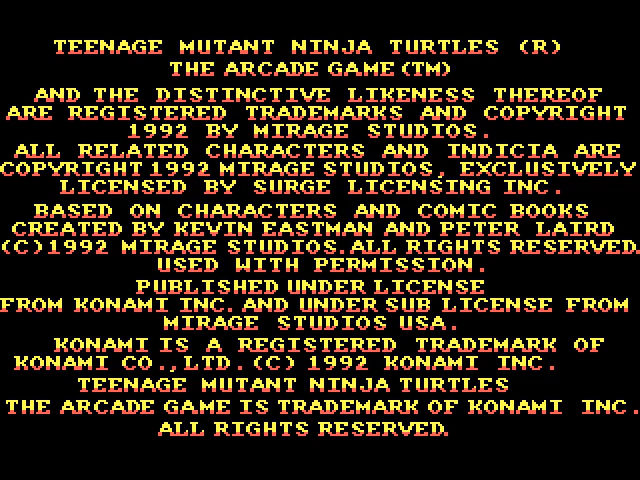 TEENAGE MUTANT NINJA TURTLES (R)
THE ARCADE GAME (TM)
AND THE DISTINCTIVE LIKENESS THEREOF
ARE REGISTERED TRADEMARKS AND COPYRIGHT
1992 BY MIRAGE STUDIOS.
ALL RELATED CHARACTERS AND INDICIA ARE
COPYRIGHT 1992 MIRAGE STUDIOS, EXCLUSIVELY
LICENSED BY SURGE LICENSING INC.
BASED ON CHARACTERS AND COMIC BOOKS
CREATED BY KEVIN EASTMAN AND PETER LAIRD
(C)1992 MIRAGE STUDIOS.ALL RIGHTS RESERVED.
USED WITH PERMISSION.
PUBLISHED UNDER LICENSE
FROM KONAMI INC. AND UNDER SUB LICENSE FROM
MIRAGE STUDIOS USA.
KONAMI IS A REGISTERED TRADEMARK OF
KONAMI CO.,LTD.(C) 1992 KONAMI INC.
TEENAGE MUTANT NINJA TURTLES
THE ARCADE GAME IS TRADEMARK OF KONAMI INC.
ALL RIGHTS RESERVED.